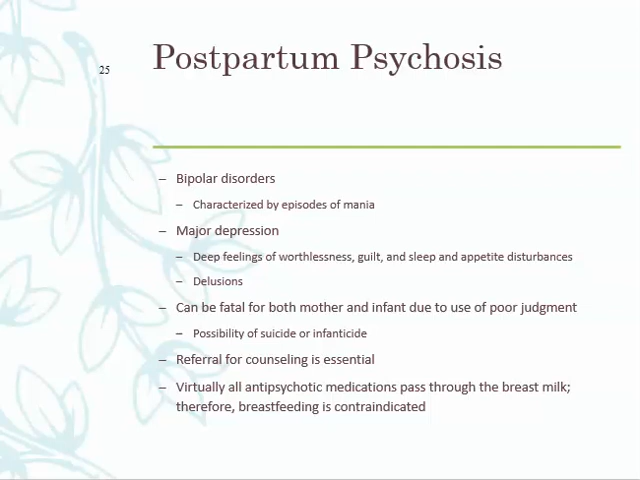 25
Postpartum Psychosis
– Bipolar disorders
– Characterized by episodes of mania
– Major depression
– Deep feelings of worthlessness, guilt, and sleep and appetite disturbances
– Delusions
– Can be fatal for both mother and infant due to use of poor judgment
– Possibility of suicide or infanticide
– Referral for counseling is essential
– Virtually all antipsychotic medications pass through the breast milk;
therefore, breastfeeding is contraindicated